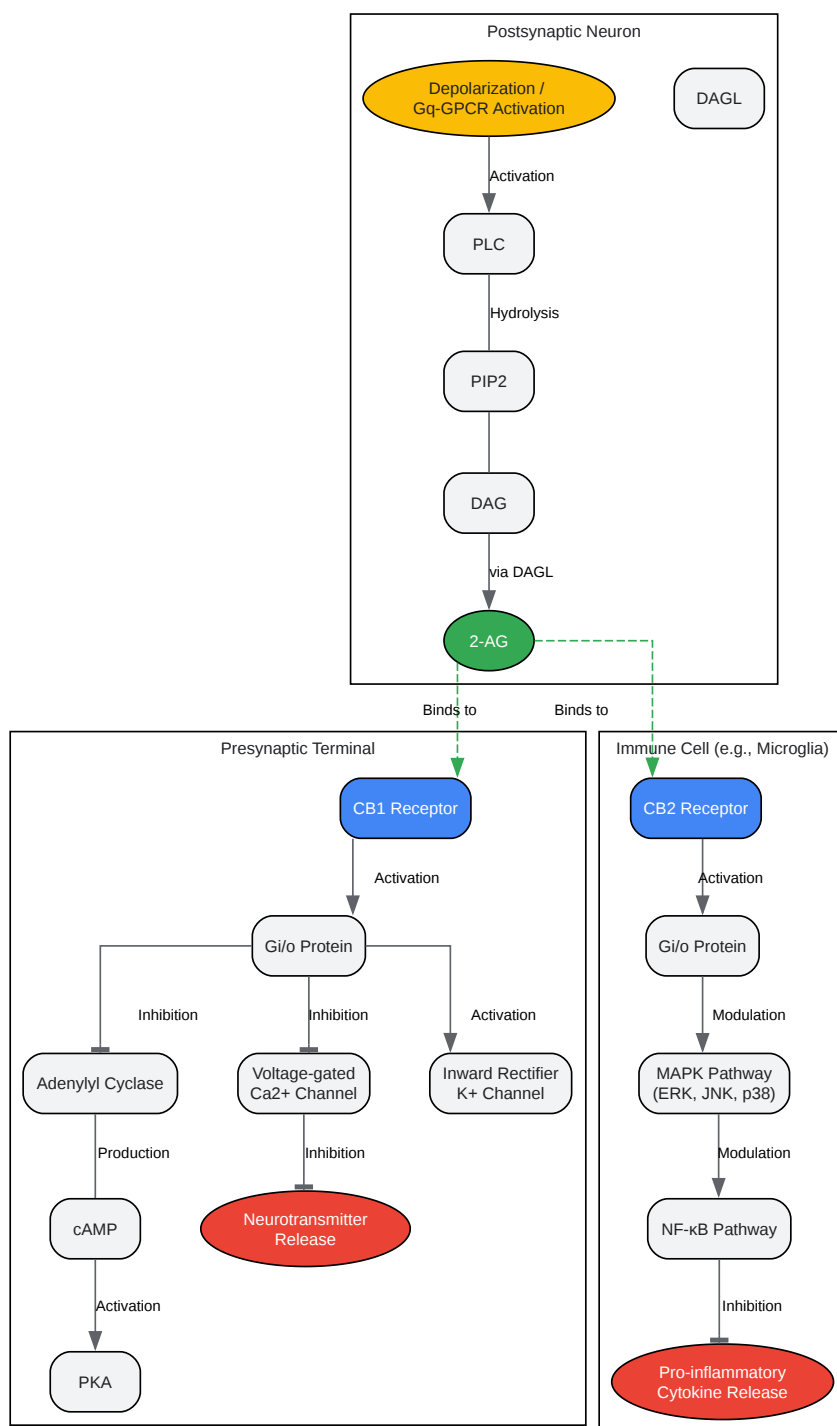 Postsynaptic Neuron
Depolarization /
Gq-GPCR Activation
DAGL
Activation
PLC
Hydrolysis
PIP2
DAG
via DAGL
2-AG
Binds to
Binds to
Presynaptic Terminal
CB1 Receptor
Activation
Gi/o Protein
Inhibition
Inhibition
Activation
Adenylyl Cyclase
Voltage-gated
Ca2+ Channel
Inward Rectifier
K+ Channel
Production
Inhibition
cAMP
Neurotransmitter
Release
Activation
PKA
Immune Cell (e.g., Microglia)
CB2 Receptor
Activation
Gi/o Protein
Modulation
MAPK Pathway
(ERK, JNK, p38)
Modulation
NF-κB Pathway
Inhibition
Pro-inflammatory
Cytokine Release